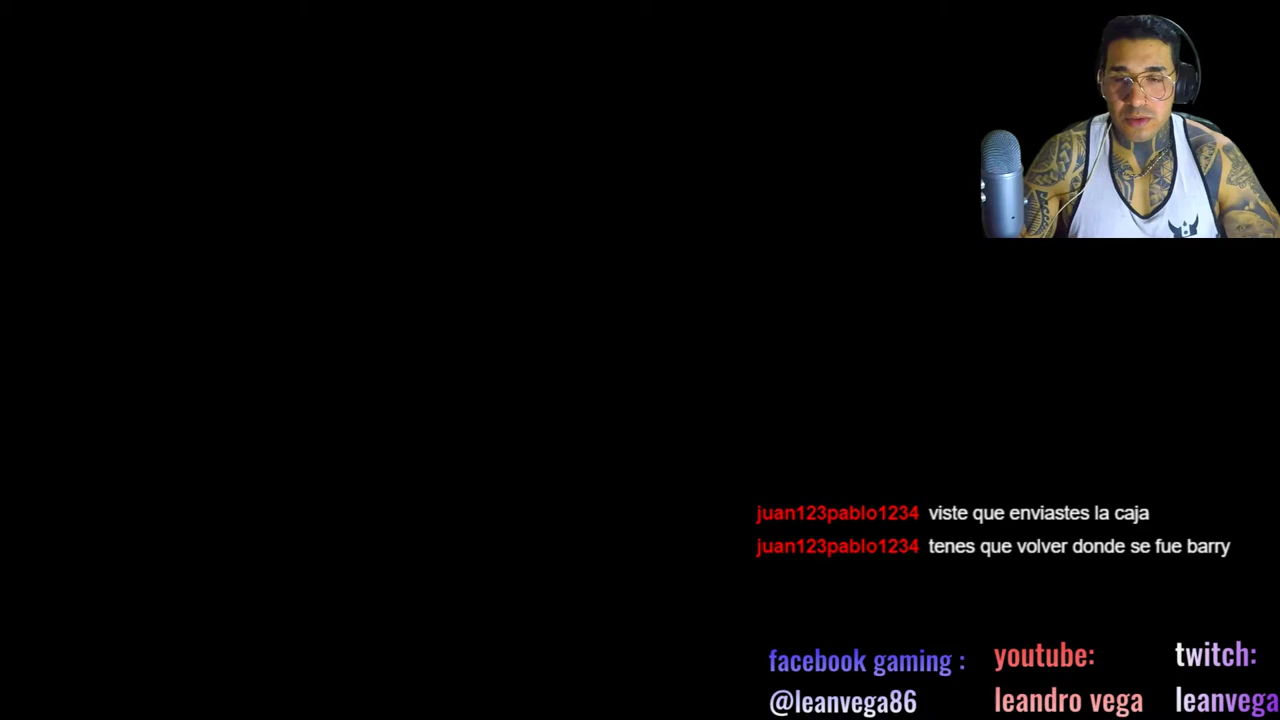 juan123pablo1234 viste que enviastes la caja
juan123pablo1234 tenes que volver donde se fue barry
facebook gaming :
@leanvega86
youtube:
leandro vega
twitch:
leanvega